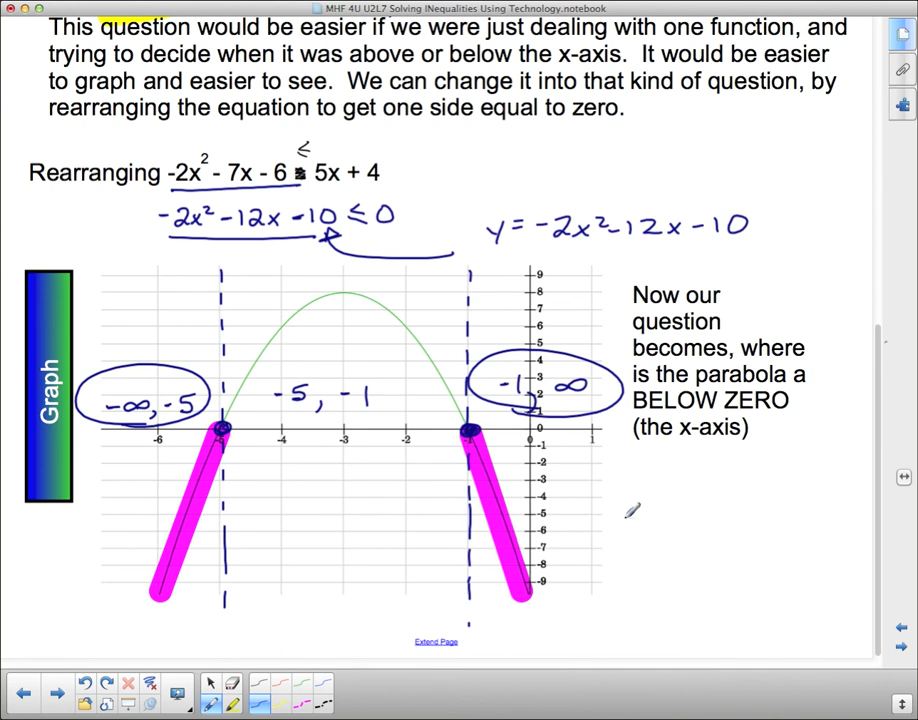 MHF 4U U2L7 Solving INequalities Using Technology.notebook
This question would be easier if we were just dealing with one function, and
trying to decide when it was above or below the x-axis. It would be easier
to graph and easier to see. We can change it into that kind of question, by
rearranging the equation to get one side equal to zero.
≤
Rearranging -2x² - 7x - 6 5x + 4
-2x² -12x -10 ≤ 0
y = -2x² -12x -10
Graph
9
8
7
6
5
4
3
2
1
0
-1
-2
-3
-4
-5
-6
-7
-8
-9
-6 -4 -3 -2 0 1
-∞, -5
-5, -1
-1, ∞
Now our
question
becomes, where
is the parabola a
BELOW ZERO
(the x-axis)
Extend Page